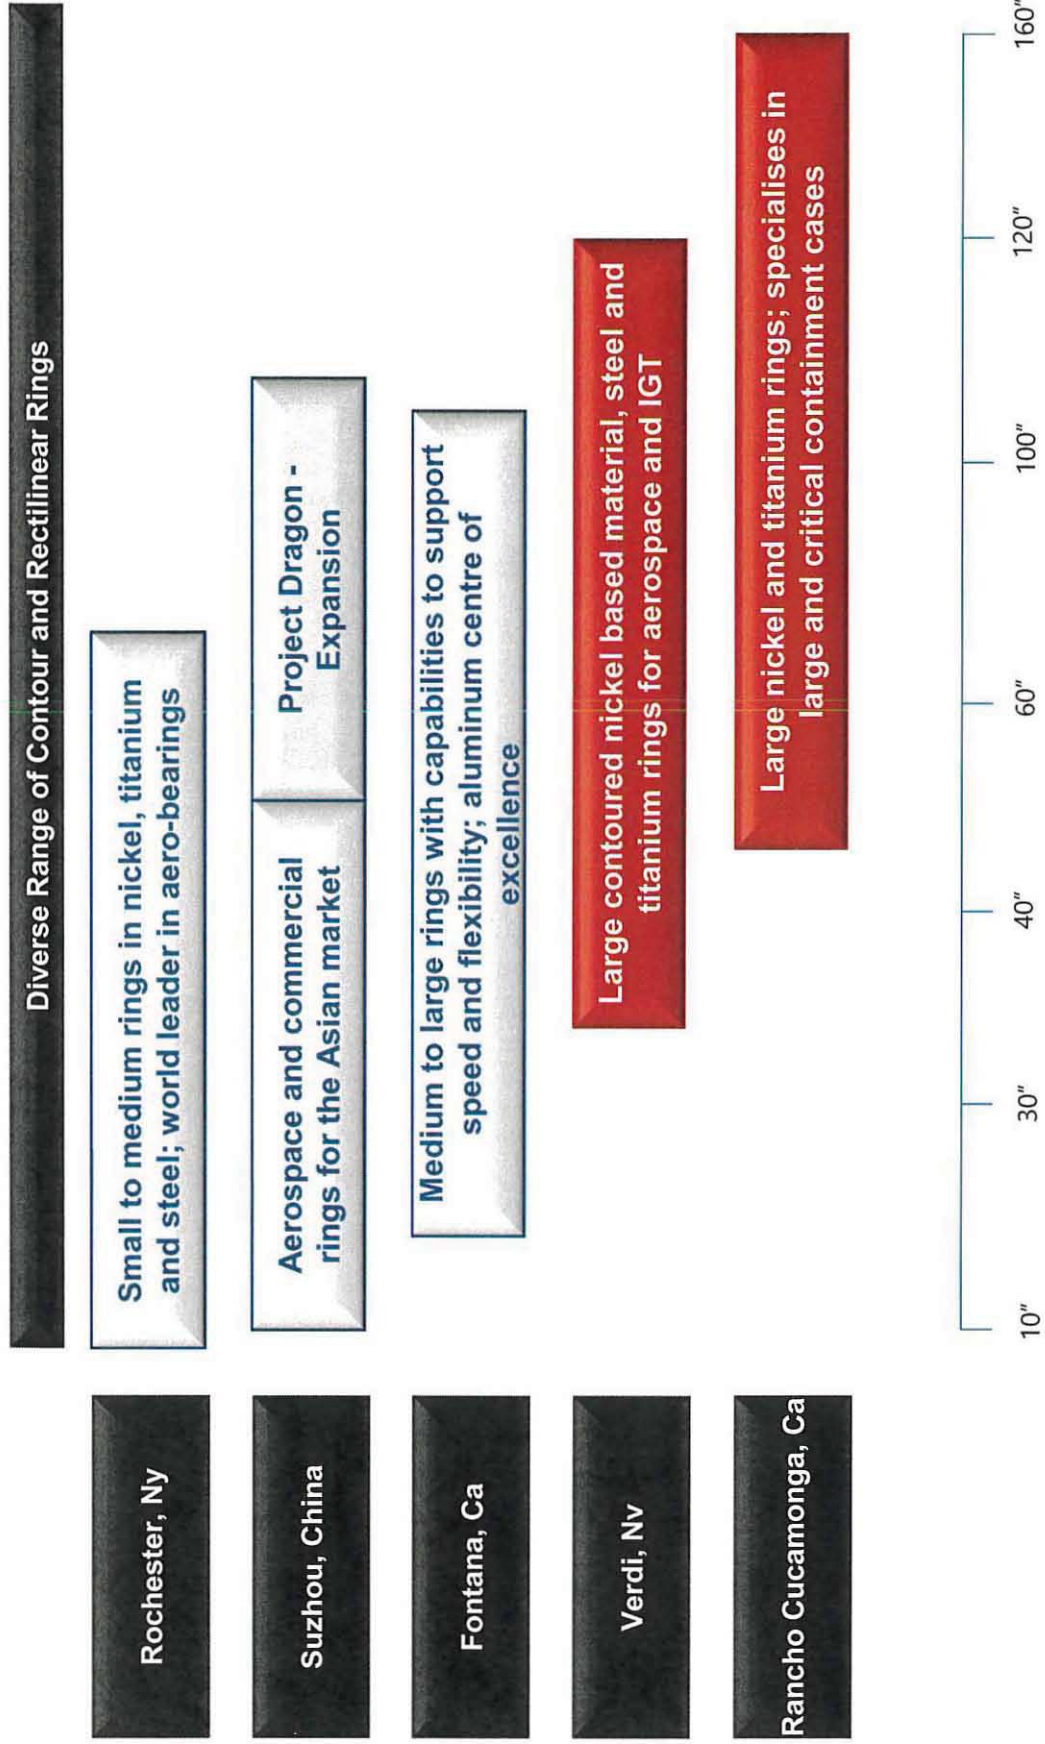 Diverse Range of Contour and Rectilinear Rings
Rochester, Ny
Small to medium rings in nickel, titanium
and steel; world leader in aero-bearings
Suzhou, China
Aerospace and commercial
rings for the Asian market
Project Dragon -
Expansion
Fontana, Ca
Medium to large rings with capabilities to support
speed and flexibility; aluminum centre of
excellence
Verdi, Nv
Large contoured nickel based material, steel and
titanium rings for aerospace and IGT
Rancho Cucamonga, Ca
Large nickel and titanium rings; specialises in
large and critical containment cases
10" 30" 40" 60" 100" 120" 160"